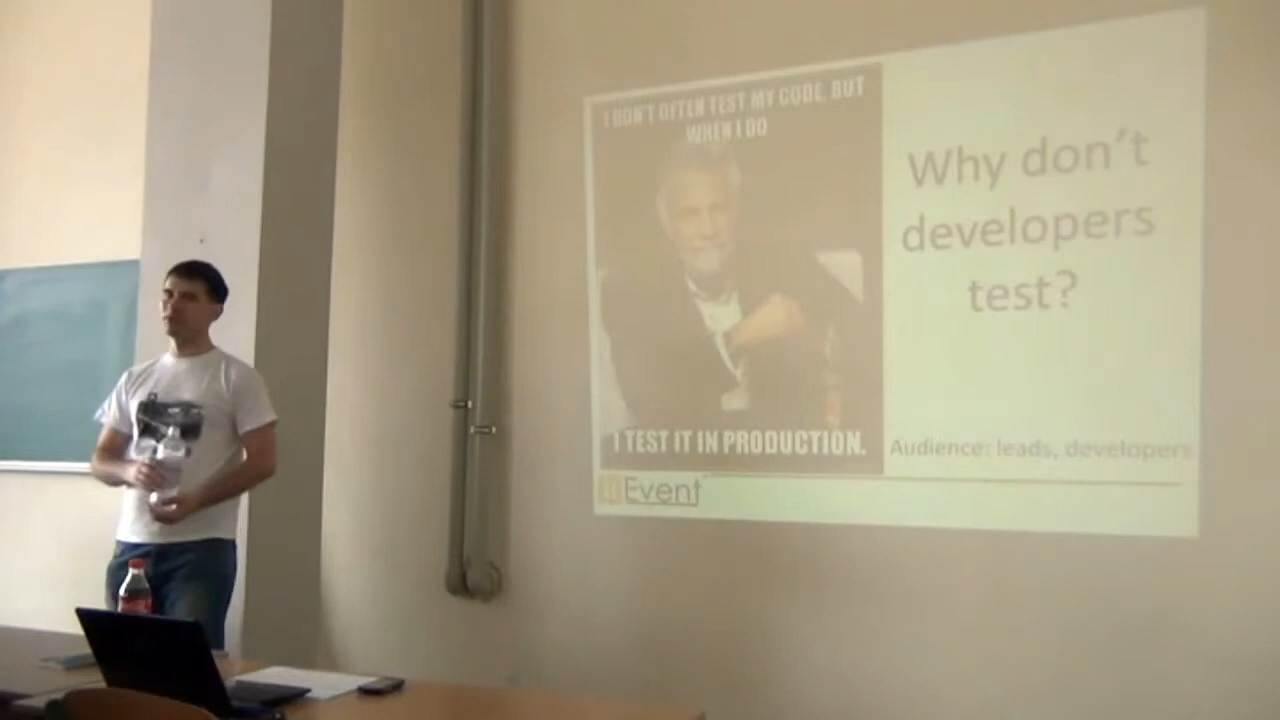 I DON'T OFTEN TEST MY CODE, BUT
WHEN I DO
I TEST IT IN PRODUCTION.
Why don't
developers
test?
Audience: leads, developers
ITEvent